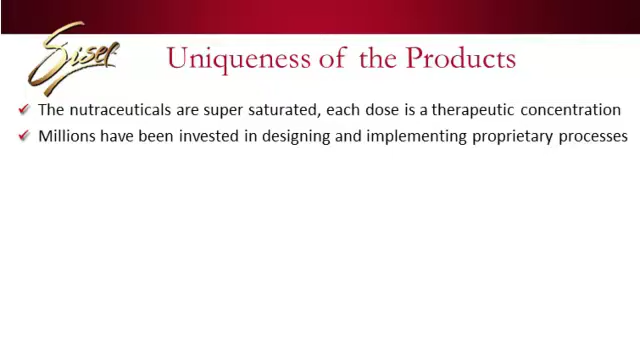 Sisel
Uniqueness of the Products
The nutraceuticals are super saturated, each dose is a therapeutic concentration
Millions have been invested in designing and implementing proprietary processes